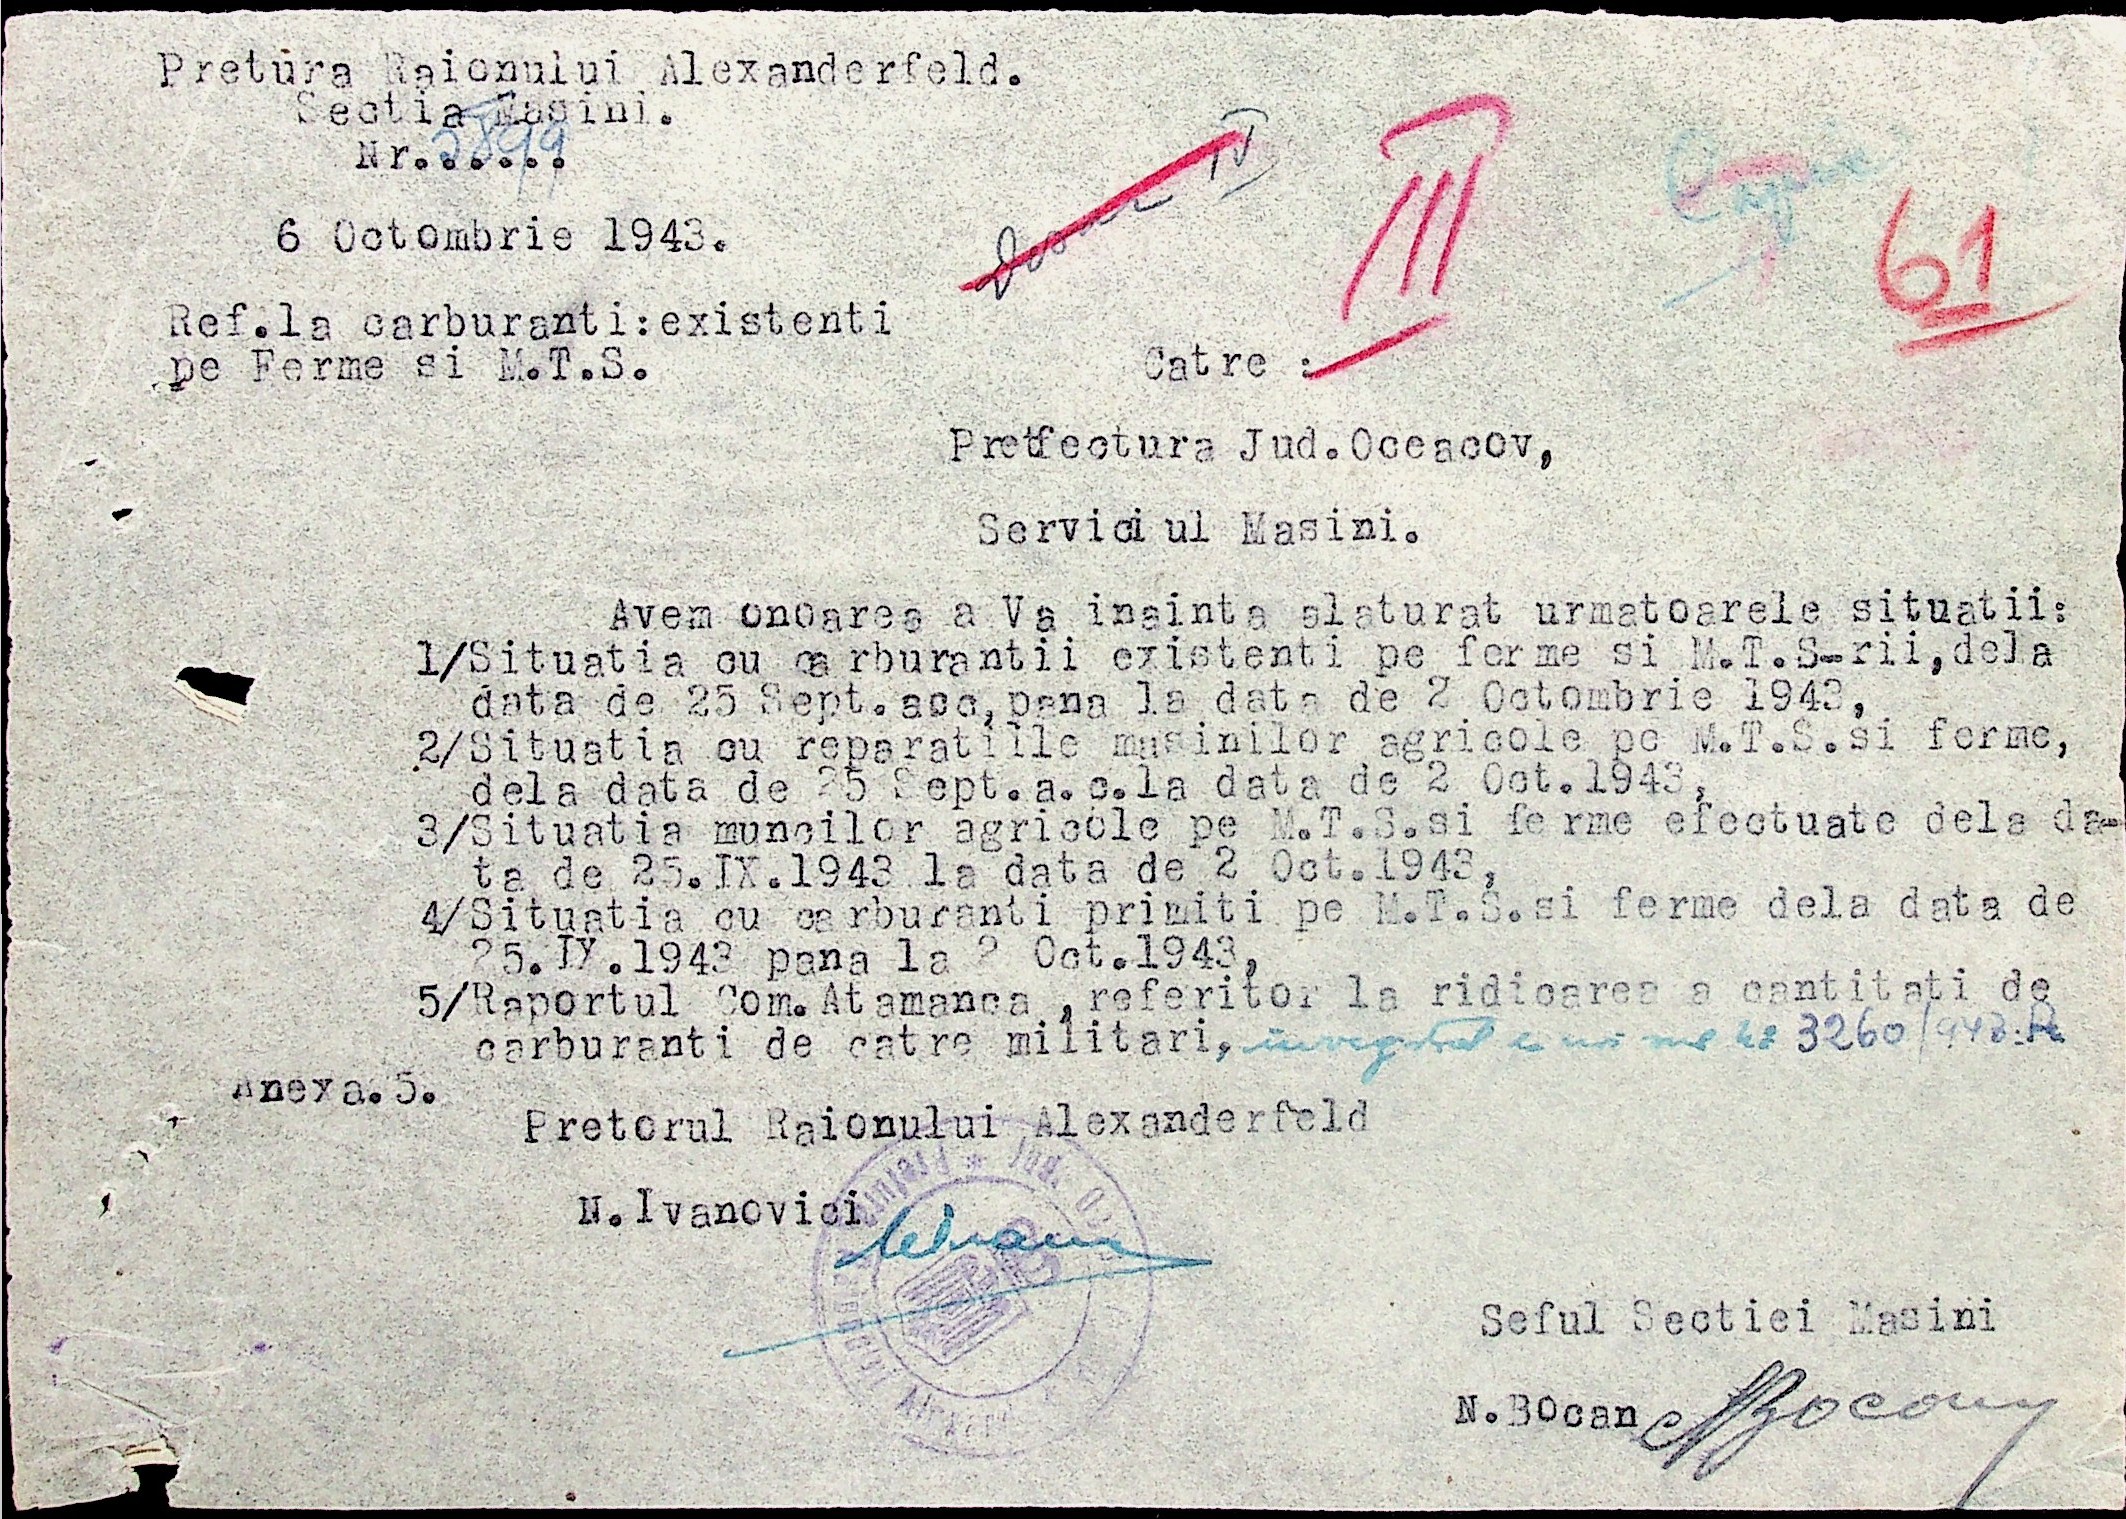 Pretura Raionului Alexanderfeld.
Sectia Masini.
Nr.......
5899
6 Octombrie 1943.
Dosar IV
III
61
Ref.la carburanti:existenti
pe Ferme si M.T.S.
Catre :
Prefectura Jud.Oceacov,
Serviciul Masini.
Avem onoarea a Va inainta alaturat urmatoarele situatii:
1/Situatia cu carburantii existenti pe ferme si M.T.S-rii,dela
data de 25 Sept.acc,pana la data de 2 Octombrie 1943,
2/Situatia cu reparatiile masinilor agricole pe M.T.S.si ferme,
dela data de 25 Sept.a.c.la data de 2 Oct.1943,
3/Situatia muncilor agricole pe M.T.S.si ferme efectuate dela da-
ta de 25.IX.1943 la data de 2 Oct.1943,
4/Situatia cu carburanti primiti pe M.T.S.si ferme dela data de
25.IX.1943 pana la 2 Oct.1943,
5/Raportul Com.Atamanca ,referitor la ridicarea a cantitati de
carburanti de catre militari, 3260/943.
Anexa.5.
Pretorul Raionului Alexanderfeld
N.Ivanovici
Jud.
Seful Sectiei Masini
N.Bocan
NBocan